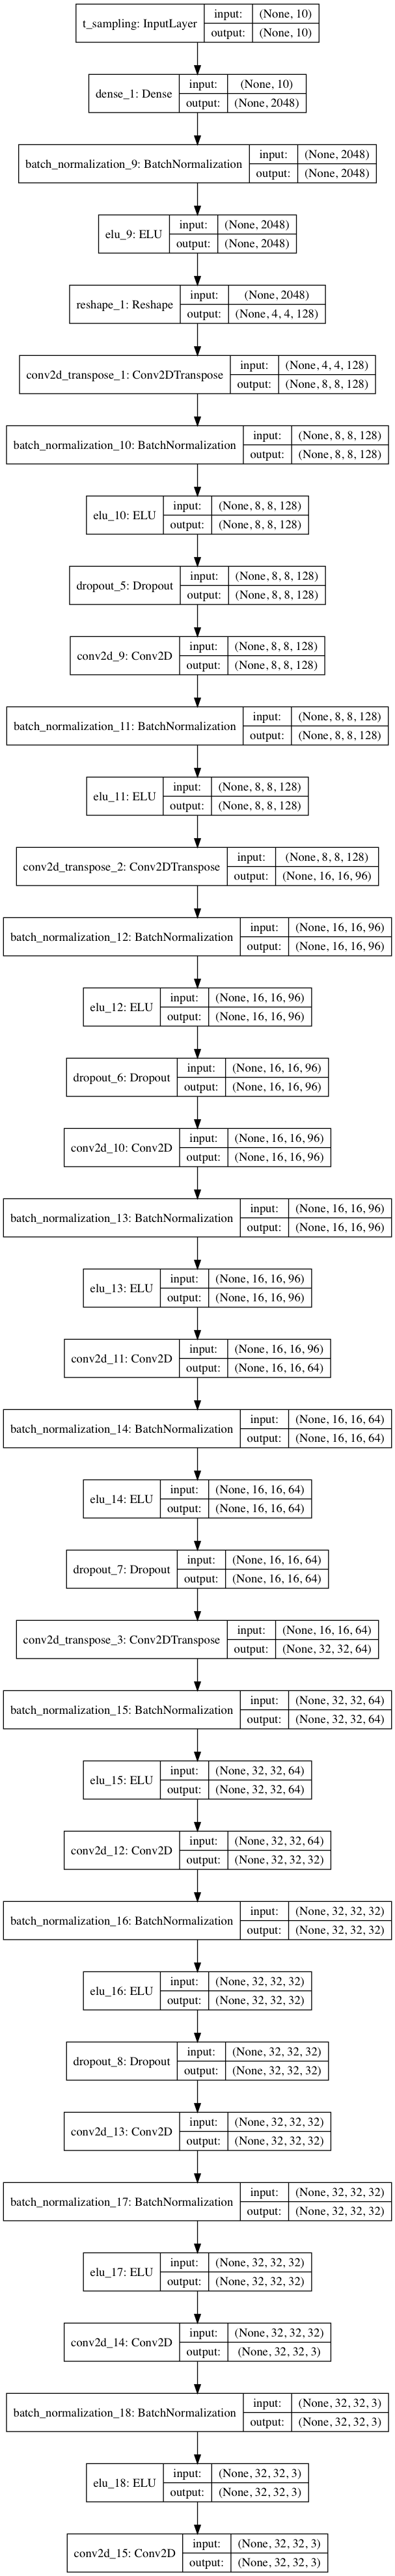 t_sampling: InputLayer input: (None, 10)
output: (None, 10)
dense_1: Dense input: (None, 10)
output: (None, 2048)
batch_normalization_9: BatchNormalization input: (None, 2048)
output: (None, 2048)
elu_9: ELU input: (None, 2048)
output: (None, 2048)
reshape_1: Reshape input: (None, 2048)
output: (None, 4, 4, 128)
conv2d_transpose_1: Conv2DTranspose input: (None, 4, 4, 128)
output: (None, 8, 8, 128)
batch_normalization_10: BatchNormalization input: (None, 8, 8, 128)
output: (None, 8, 8, 128)
elu_10: ELU input: (None, 8, 8, 128)
output: (None, 8, 8, 128)
dropout_5: Dropout input: (None, 8, 8, 128)
output: (None, 8, 8, 128)
conv2d_9: Conv2D input: (None, 8, 8, 128)
output: (None, 8, 8, 128)
batch_normalization_11: BatchNormalization input: (None, 8, 8, 128)
output: (None, 8, 8, 128)
elu_11: ELU input: (None, 8, 8, 128)
output: (None, 8, 8, 128)
conv2d_transpose_2: Conv2DTranspose input: (None, 8, 8, 128)
output: (None, 16, 16, 96)
batch_normalization_12: BatchNormalization input: (None, 16, 16, 96)
output: (None, 16, 16, 96)
elu_12: ELU input: (None, 16, 16, 96)
output: (None, 16, 16, 96)
dropout_6: Dropout input: (None, 16, 16, 96)
output: (None, 16, 16, 96)
conv2d_10: Conv2D input: (None, 16, 16, 96)
output: (None, 16, 16, 96)
batch_normalization_13: BatchNormalization input: (None, 16, 16, 96)
output: (None, 16, 16, 96)
elu_13: ELU input: (None, 16, 16, 96)
output: (None, 16, 16, 96)
conv2d_11: Conv2D input: (None, 16, 16, 96)
output: (None, 16, 16, 64)
batch_normalization_14: BatchNormalization input: (None, 16, 16, 64)
output: (None, 16, 16, 64)
elu_14: ELU input: (None, 16, 16, 64)
output: (None, 16, 16, 64)
dropout_7: Dropout input: (None, 16, 16, 64)
output: (None, 16, 16, 64)
conv2d_transpose_3: Conv2DTranspose input: (None, 16, 16, 64)
output: (None, 32, 32, 64)
batch_normalization_15: BatchNormalization input: (None, 32, 32, 64)
output: (None, 32, 32, 64)
elu_15: ELU input: (None, 32, 32, 64)
output: (None, 32, 32, 64)
conv2d_12: Conv2D input: (None, 32, 32, 64)
output: (None, 32, 32, 32)
batch_normalization_16: BatchNormalization input: (None, 32, 32, 32)
output: (None, 32, 32, 32)
elu_16: ELU input: (None, 32, 32, 32)
output: (None, 32, 32, 32)
dropout_8: Dropout input: (None, 32, 32, 32)
output: (None, 32, 32, 32)
conv2d_13: Conv2D input: (None, 32, 32, 32)
output: (None, 32, 32, 32)
batch_normalization_17: BatchNormalization input: (None, 32, 32, 32)
output: (None, 32, 32, 32)
elu_17: ELU input: (None, 32, 32, 32)
output: (None, 32, 32, 32)
conv2d_14: Conv2D input: (None, 32, 32, 32)
output: (None, 32, 32, 3)
batch_normalization_18: BatchNormalization input: (None, 32, 32, 3)
output: (None, 32, 32, 3)
elu_18: ELU input: (None, 32, 32, 3)
output: (None, 32, 32, 3)
conv2d_15: Conv2D input: (None, 32, 32, 3)
output: (None, 32, 32, 3)